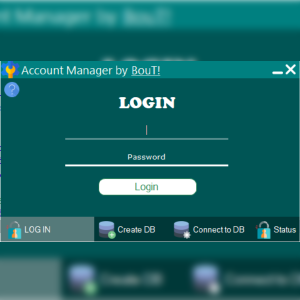 Account Manager by BouT!
LOGIN
Password
Login
LOG IN
Create DB
Connect to DB
Status